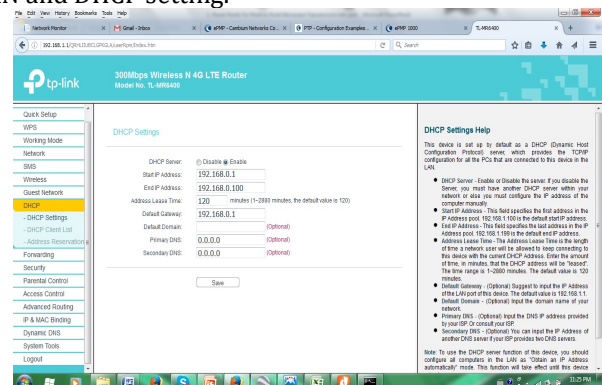 N and DHCP setting.
File Edit View History Bookmarks Tools Help
Network Monitor
Gmail - Inbox
ePMP - Cambium Networks Co...
PTP - Configuration Examples...
ePMP 1000
TL-MR6400
192.168.1.1/
Search
tp-link
300Mbps Wireless N 4G LTE Router
Model No. TL-MR6400
Quick Setup
WPS
Working Mode
Network
SMS
Wireless
Guest Network
DHCP
- DHCP Settings
- DHCP Client List
- Address Reservation
Forwarding
Security
Parental Control
Access Control
Advanced Routing
IP & MAC Binding
Dynamic DNS
System Tools
Logout
DHCP Settings
DHCP Server: Disable Enable
Start IP Address: 192.168.0.1
End IP Address: 192.168.0.100
Address Lease Time: 120 minutes (1~2880 minutes, the default value is 120)
Default Gateway: 192.168.0.1
Default Domain: (Optional)
Primary DNS: 0.0.0.0 (Optional)
Secondary DNS: 0.0.0.0 (Optional)
Save
DHCP Settings Help
This device is set up by default as a DHCP (Dynamic Host
Configuration Protocol) server, which provides the TCP/IP
configuration for all the PCs that are connected to this device in the
LAN.
DHCP Server - Enable or Disable the server. If you disable the
Server, you must have another DHCP server within your
network or else you must configure the IP address of the
computer manually.
Start IP Address - This field specifies the first address in the
IP Address pool. 192.168.1.100 is the default start IP address.
End IP Address - This field specifies the last address in the IP
Address pool. 192.168.1.199 is the default end IP address.
Address Lease Time - The Address Lease Time is the length
of time a network user will be allowed to keep connecting to
this device with the current DHCP Address. Enter the amount
of time, in minutes, that the DHCP address will be "leased".
The time range is 1~2880 minutes. The default value is 120
minutes.
Default Gateway - (Optional) Suggest to input the IP Address
of the LAN port of this device. The default value is 192.168.1.1.
Default Domain - (Optional) Input the domain name of your
network.
Primary DNS - (Optional) Input the DNS IP address provided
by your ISP. Or consult your ISP.
Secondary DNS - (Optional) You can input the IP Address of
another DNS server if your ISP provides two DNS servers.
Note: To use the DHCP server function of this device, you should
configure all computers in the LAN as "Obtain an IP Address
automatically" mode. This function will take effect until this device
11:25 PM